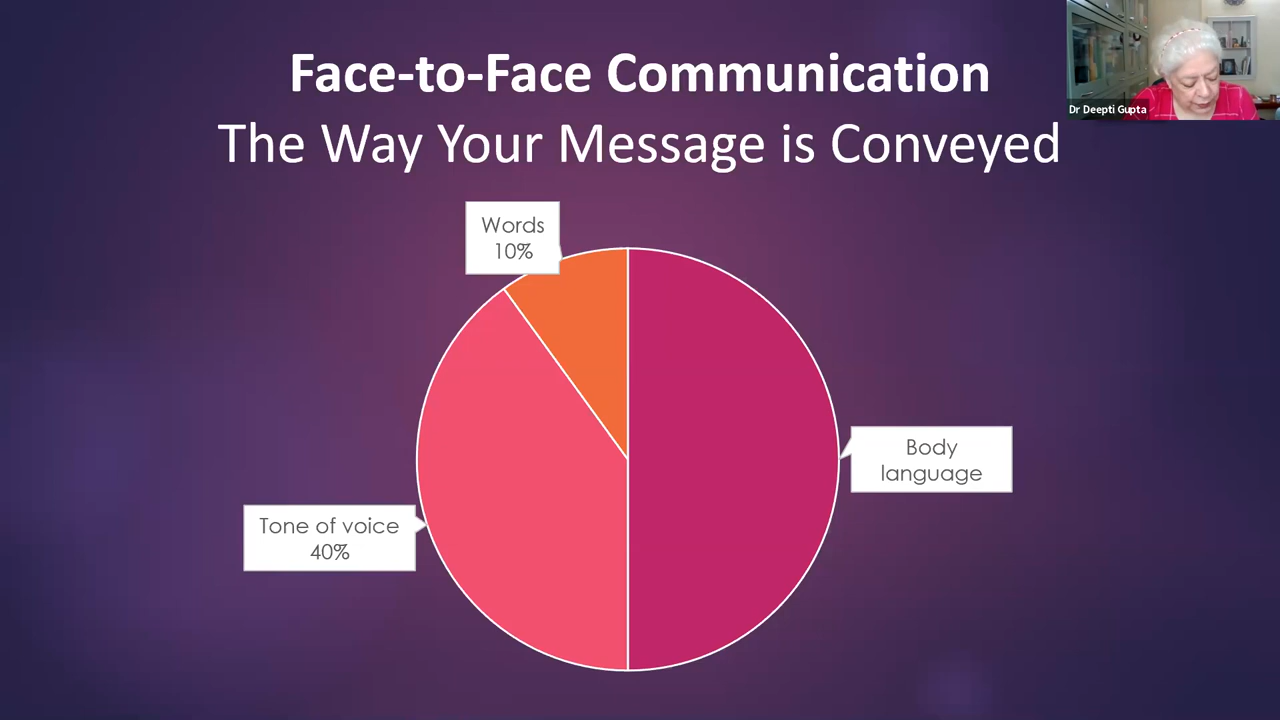 Face-to-Face Communication
The Way Your Message is Conveyed
Dr Deepti Gupta
Words
10%
Body
language
Tone of voice
40%